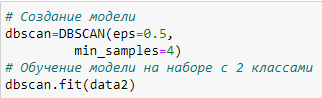 # Создание модели
dbscan=DBSCAN(eps=0.5,
min_samples=4)
# Обучение модели на наборе с 2 классами
dbscan.fit(data2)